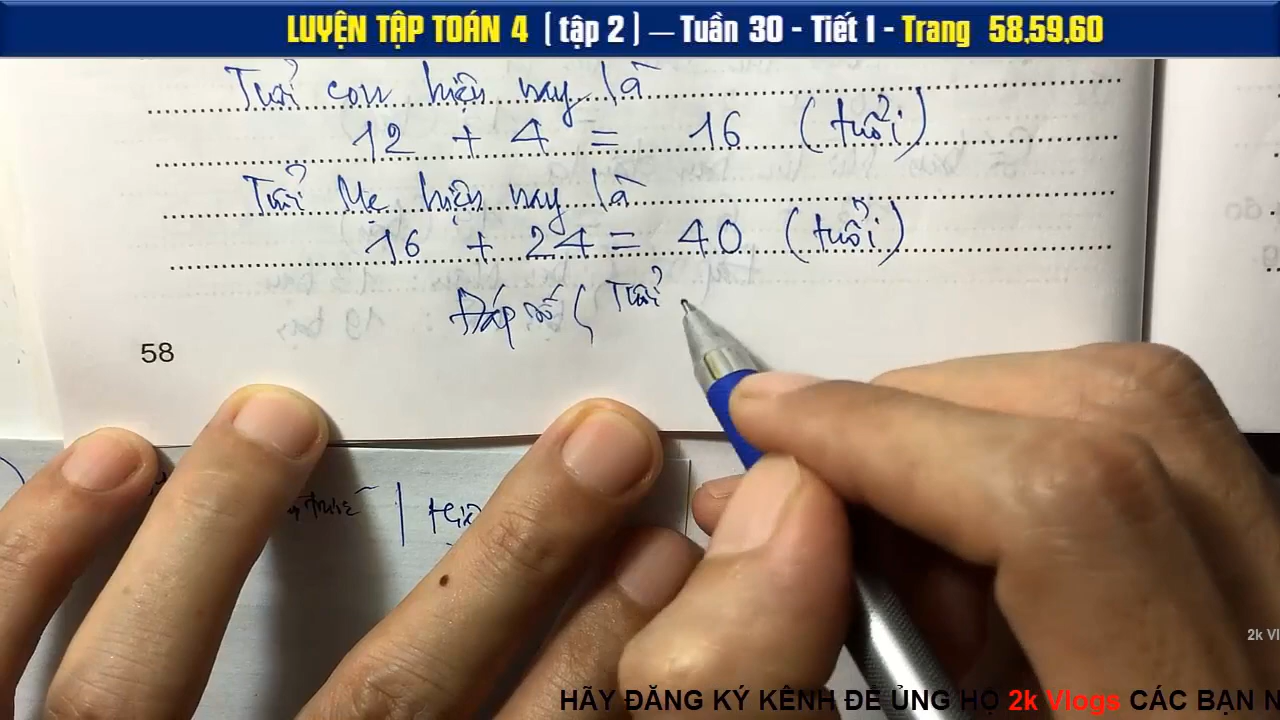 LUYỆN TẬP TOÁN 4 ( tập 2 ) — Tuần 30 - Tiết 1 - Trang 58,59,60
Tuổi con hiện nay là
12 + 4 = 16 (tuổi)
Tuổi Mẹ hiện nay là
16 + 24 = 40 (tuổi)
Đáp số ( Tuổi
58
2k Vl
HÃY ĐĂNG KÝ KÊNH ĐỂ ỦNG HỘ 2k Vlogs CÁC BẠN N